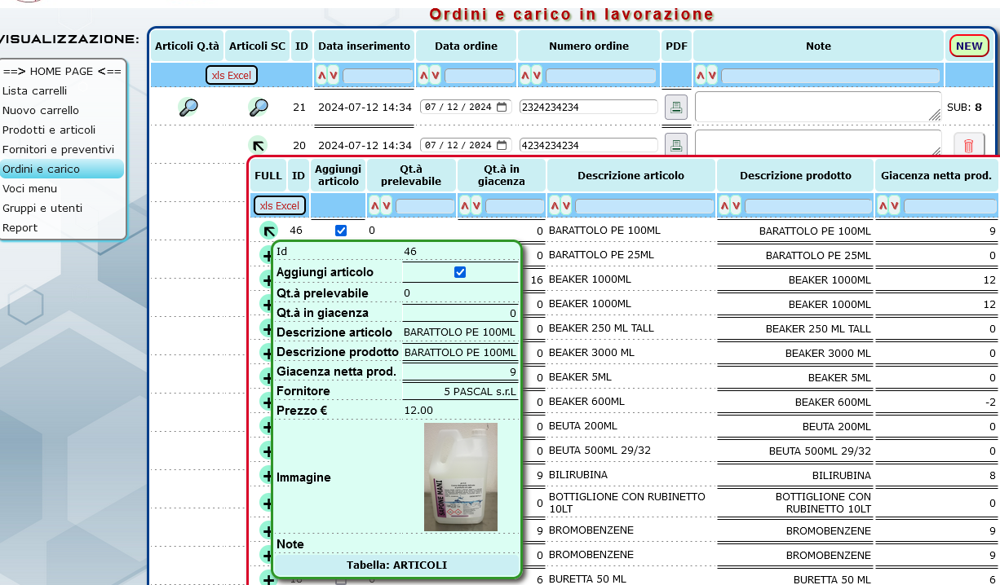 Ordini e carico in lavorazione
VISUALIZZAZIONE:
==> HOME PAGE <==
Lista carrelli
Nuovo carrello
Prodotti e articoli
Fornitori e preventivi
Ordini e carico
Voci menu
Gruppi e utenti
Report
Articoli Q.tà Articoli SC ID Data inserimento Data ordine Numero ordine PDF Note NEW
xls Excel
21 2024-07-12 14:34 07/12/2024 2324234234 SUB: 8
20 2024-07-12 14:34 07/12/2024 4234234234
FULL ID Aggiungi articolo Qt.à prelevabile Qt.à in giacenza Descrizione articolo Descrizione prodotto Giacenza netta prod.
xls Excel
46 0 0 BARATTOLO PE 100ML BARATTOLO PE 100ML 9
0 BARATTOLO PE 25ML BARATTOLO PE 25ML 0
16 BEAKER 1000ML BEAKER 1000ML 12
0 BEAKER 1000ML BEAKER 1000ML 12
0 BEAKER 250 ML TALL BEAKER 250 ML TALL 0
0 BEAKER 3000 ML BEAKER 3000 ML 0
0 BEAKER 5ML BEAKER 5ML 0
0 BEAKER 600ML BEAKER 600ML -2
0 BEUTA 200ML BEUTA 200ML 0
0 BEUTA 500ML 29/32 BEUTA 500ML 29/32 0
9 BILIRUBINA BILIRUBINA 8
0 BOTTIGLIONE CON RUBINETTO 10LT BOTTIGLIONE CON RUBINETTO 10LT 0
9 BROMOBENZENE BROMOBENZENE 9
0 BROMOBENZENE BROMOBENZENE 9
6 BURETTA 50 ML BURETTA 50 ML 6
Id 46
Aggiungi articolo
Qt.à prelevabile 0
Qt.à in giacenza 0
Descrizione articolo BARATTOLO PE 100ML
Descrizione prodotto BARATTOLO PE 100ML
Giacenza netta prod. 9
Fornitore 5 PASCAL s.r.L
Prezzo € 12.00
Immagine
SAPONE MANI
Note
Tabella: ARTICOLI